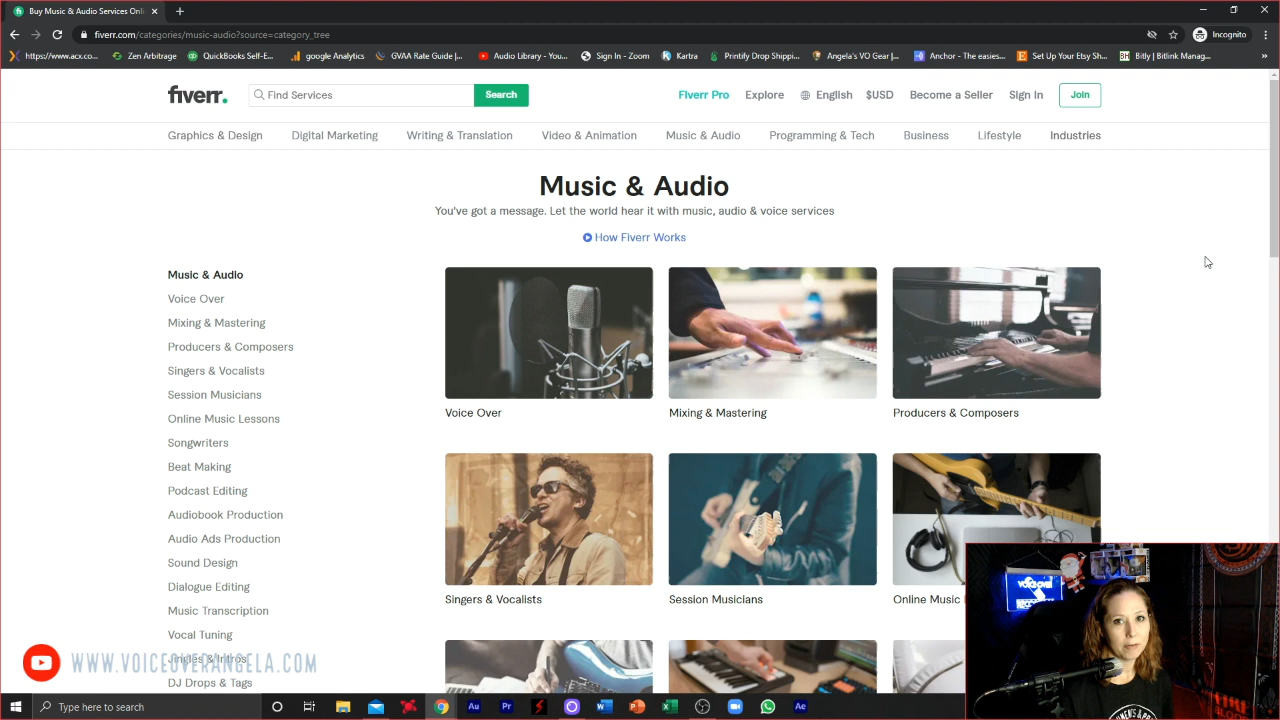 Buy Music & Audio Services Onli
fiverr.com/categories/music-audio?source=category_tree
Incognito
https://www.acx.co...
Zen Arbitrage
QuickBooks Self-E...
google Analytics
GVAA Rate Guide |...
Audio Library - You...
Sign In - Zoom
Kartra
Printify Drop Shippi...
Angela's VO Gear |...
Anchor - The easies...
Set Up Your Etsy Sh...
Bitly | Bitlink Manag...
fiverr.
Find Services
Search
Fiverr Pro
Explore
English
$USD
Become a Seller
Sign In
Join
Graphics & Design
Digital Marketing
Writing & Translation
Video & Animation
Music & Audio
Programming & Tech
Business
Lifestyle
Industries
Music & Audio
You've got a message. Let the world hear it with music, audio & voice services
How Fiverr Works
Music & Audio
Voice Over
Mixing & Mastering
Producers & Composers
Singers & Vocalists
Session Musicians
Online Music Lessons
Songwriters
Beat Making
Podcast Editing
Audiobook Production
Audio Ads Production
Sound Design
Dialogue Editing
Music Transcription
Vocal Tuning
Jingles & Intros
DJ Drops & Tags
Voice Over
Mixing & Mastering
Producers & Composers
Singers & Vocalists
Session Musicians
Online Music
WWW.VOICEOVERANGELA.COM
VOICEOVER
Type here to search
Au
Pr
Ae